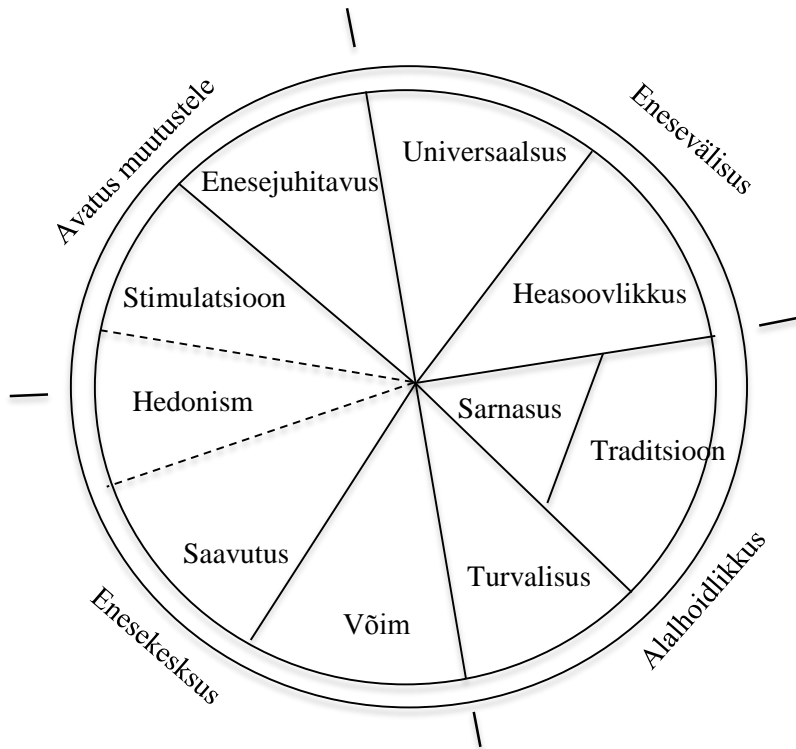 Avatus muutustele
Enesevälisus
Universaalsus
Enesejuhitavus
Stimulatsioon
Heasoovlikkus
Hedonism
Sarnasus
Traditsioon
Saavutus
Võim
Turvalisus
Enesekesksus
Alalhoidlikkus